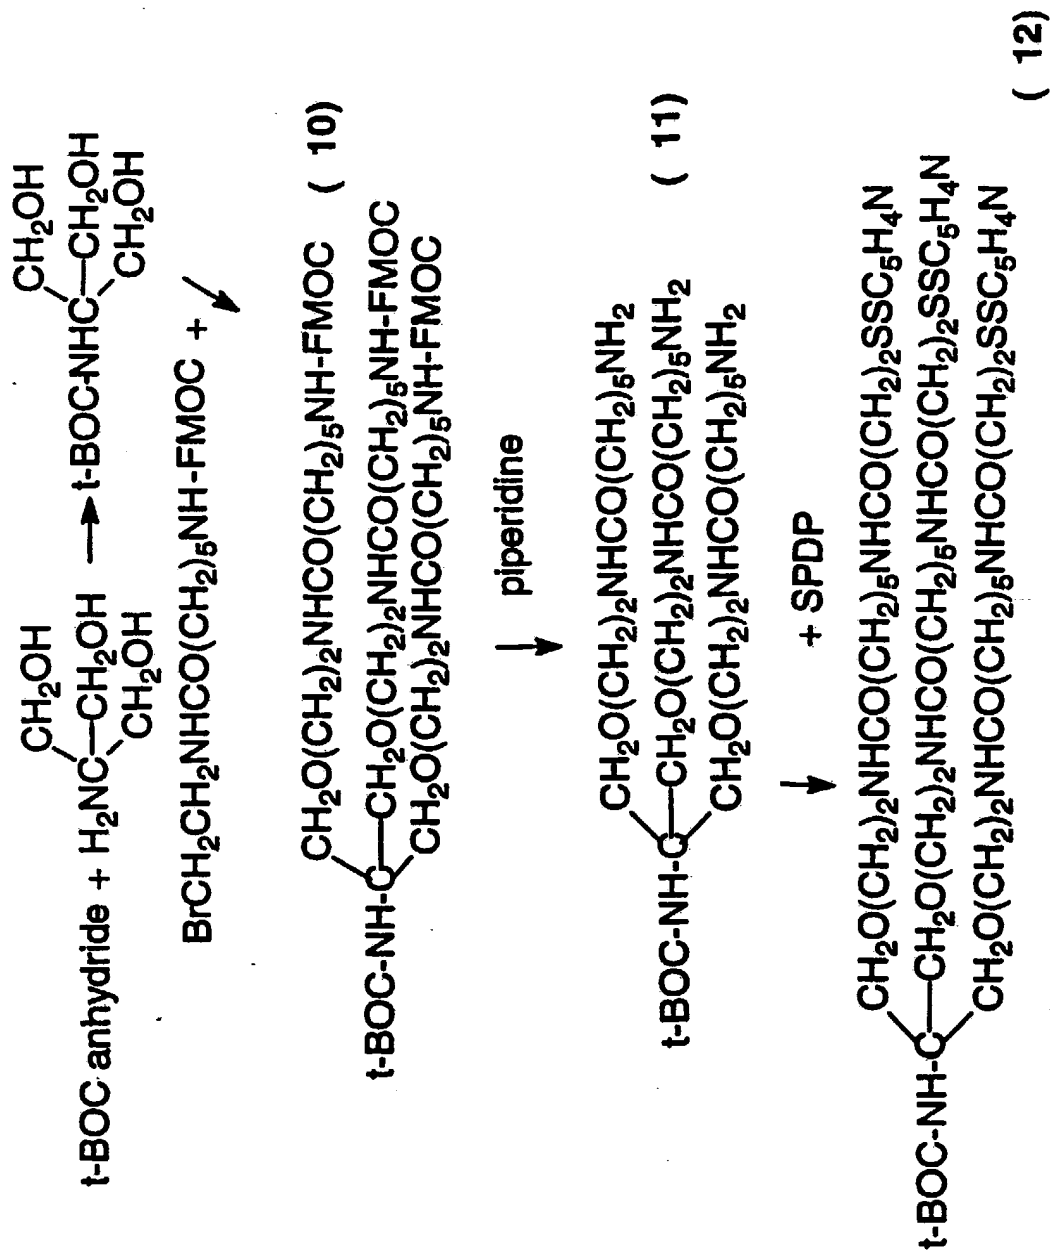 t-BOC anhydride + H₂NC CH₂OH CH₂OH CH₂OH t-BOC-NHC CH₂OH CH₂OH CH₂OH
BrCH₂CH₂NHCO(CH₂)₅NH-FMOC +
t-BOC-NH-C
CH₂O(CH₂)₂NHCO(CH₂)₅NH-FMOC ( 10)
CH₂O(CH₂)₂NHCO(CH₂)₅NH-FMOC
CH₂O(CH₂)₂NHCO(CH₂)₅NH-FMOC
piperidine
t-BOC-NH-C
CH₂O(CH₂)₂NHCO(CH₂)₅NH₂ ( 11)
CH₂O(CH₂)₂NHCO(CH₂)₅NH₂
CH₂O(CH₂)₂NHCO(CH₂)₅NH₂
+ SPDP
t-BOC-NH-C
CH₂O(CH₂)₂NHCO(CH₂)₅NHCO(CH₂)₂SSC₅H₄N
CH₂O(CH₂)₂NHCO(CH₂)₅NHCO(CH₂)₂SSC₅H₄N
CH₂O(CH₂)₂NHCO(CH₂)₅NHCO(CH₂)₂SSC₅H₄N
( 12)